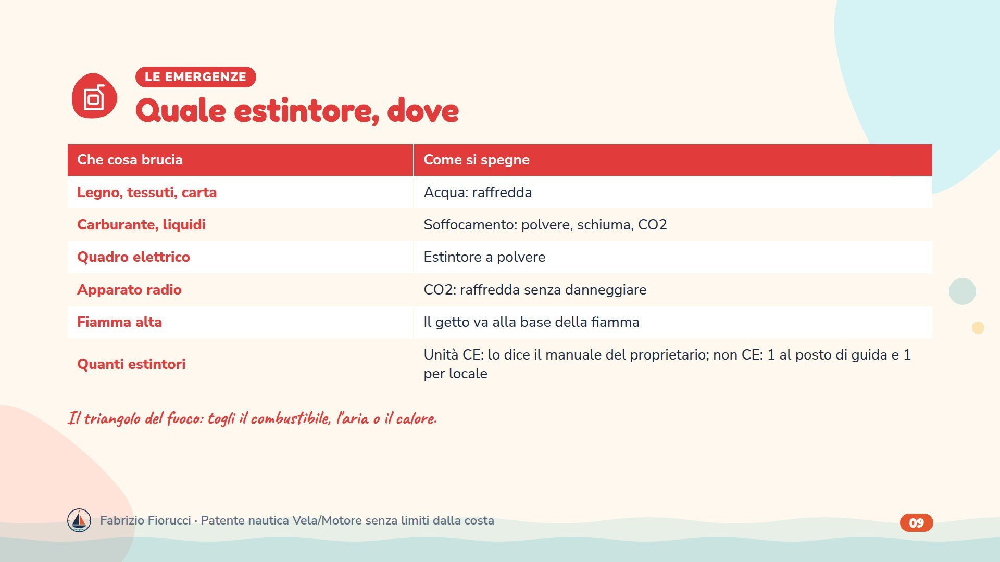 LE EMERGENZE
Quale estintore, dove
Che cosa brucia
Come si spegne
Legno, tessuti, carta
Acqua: raffredda
Carburante, liquidi
Soffocamento: polvere, schiuma, CO2
Quadro elettrico
Estintore a polvere
Apparato radio
CO2: raffredda senza danneggiare
Fiamma alta
Il getto va alla base della fiamma
Quanti estintori
Unità CE: lo dice il manuale del proprietario; non CE: 1 al posto di guida e 1
per locale
Il triangolo del fuoco: togli il combustibile, l'aria o il calore.
Fabrizio Fiorucci · Patente nautica Vela/Motore senza limiti dalla costa
09